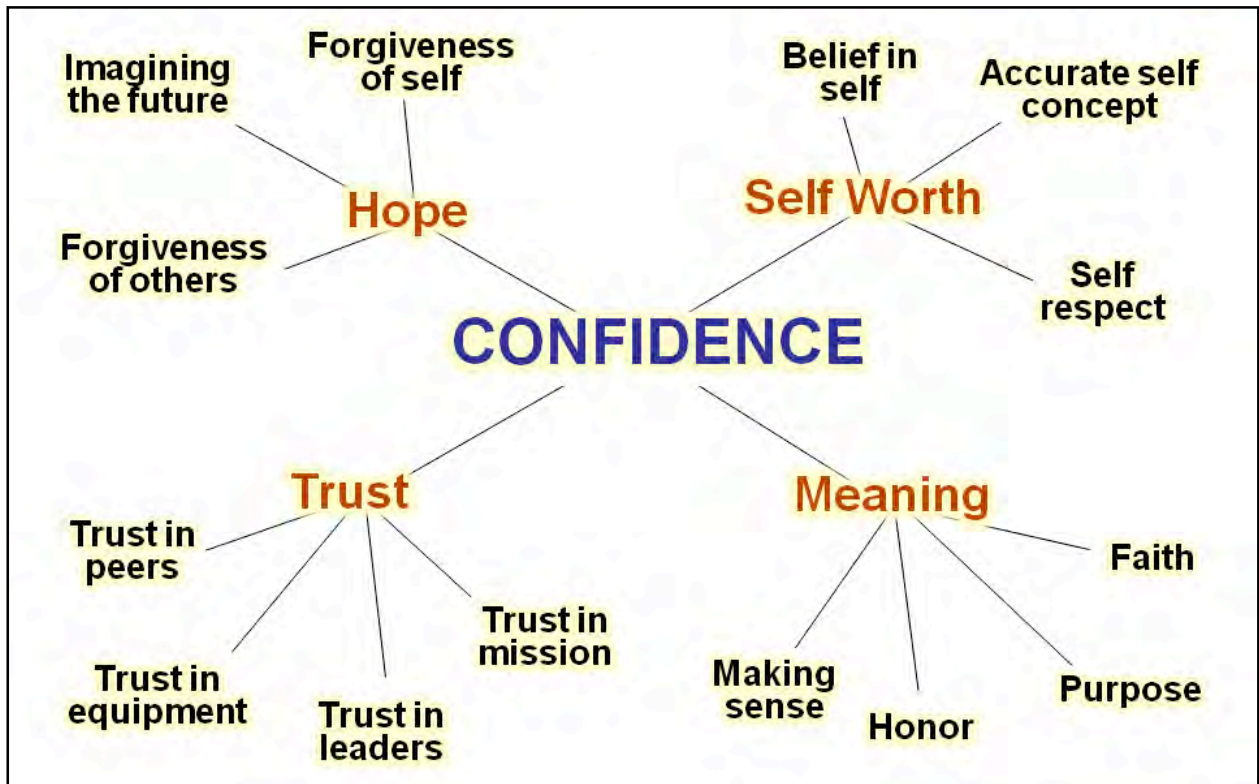 Imagining
the future
Forgiveness
of self
Hope
Forgiveness
of others
Belief in
self
Accurate self
concept
Self Worth
Self
respect
CONFIDENCE
Trust
Trust in
peers
Trust in
equipment
Trust in
leaders
Trust in
mission
Meaning
Making
sense
Honor
Purpose
Faith